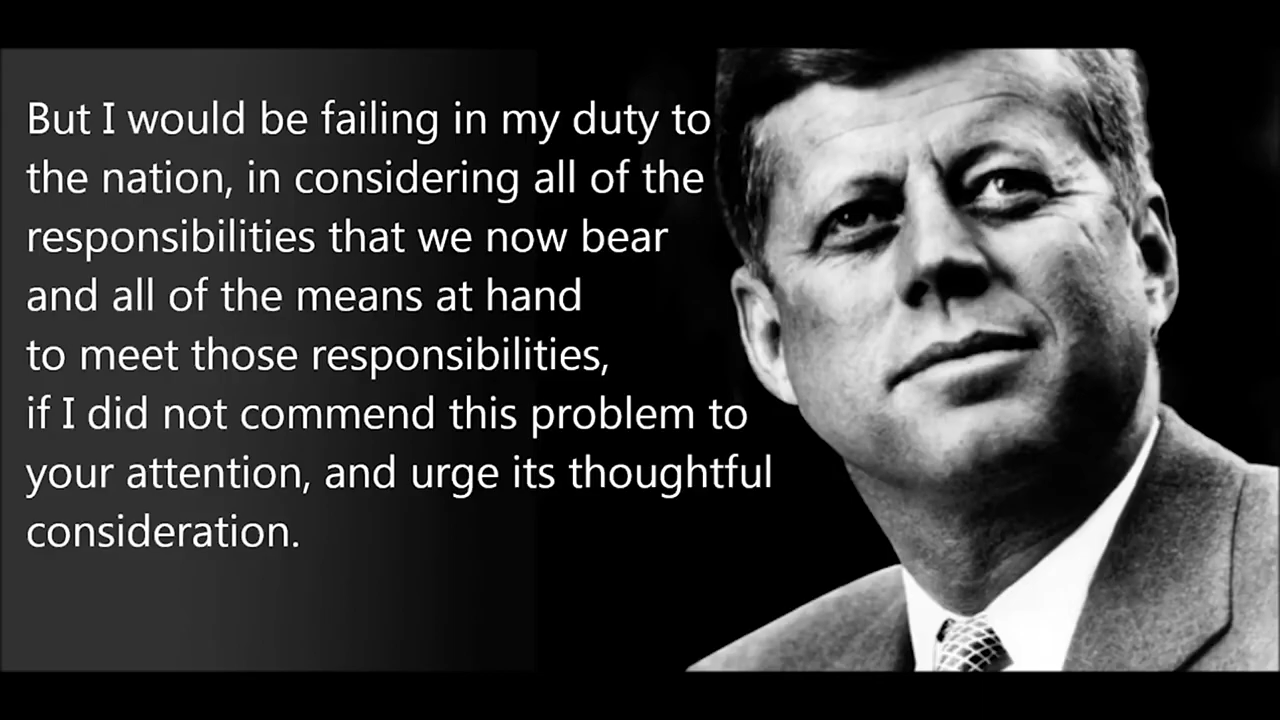 But I would be failing in my duty to
the nation, in considering all of the
responsibilities that we now bear
and all of the means at hand
to meet those responsibilities,
if I did not commend this problem to
your attention, and urge its thoughtful
consideration.